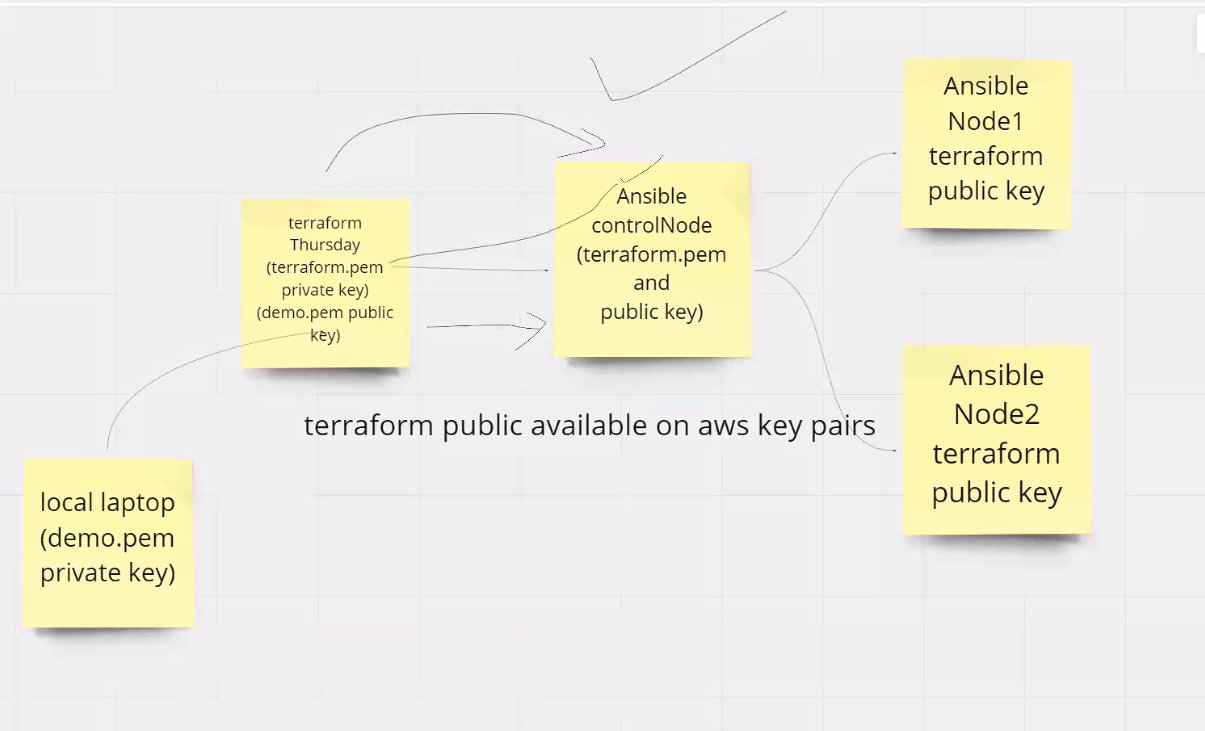 Ansible
Node1
terraform
public key
terraform
Thursday
(terraform.pem
private key)
(demo.pem public
key)
Ansible
controlNode
(terraform.pem
and
public key)
terraform public available on aws key pairs
Ansible
Node2
terraform
public key
local laptop
(demo.pem
private key)